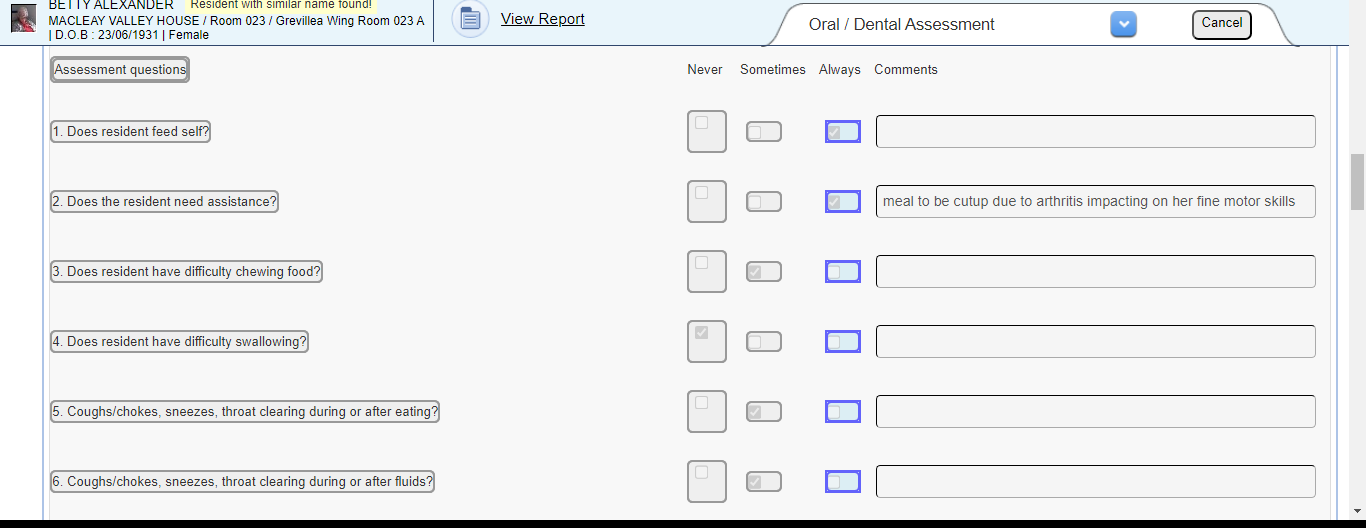 BETTY ALEXANDER Resident with similar name found!
MACLEAY VALLEY HOUSE / Room 023 / Grevillea Wing Room 023 A
| D.O.B : 23/06/1931 | Female
View Report
Oral / Dental Assessment
Cancel
Assessment questions Never Sometimes Always Comments
1. Does resident feed self?
2. Does the resident need assistance? meal to be cutup due to arthritis impacting on her fine motor skills
3. Does resident have difficulty chewing food?
4. Does resident have difficulty swallowing?
5. Coughs/chokes, sneezes, throat clearing during or after eating?
6. Coughs/chokes, sneezes, throat clearing during or after fluids?